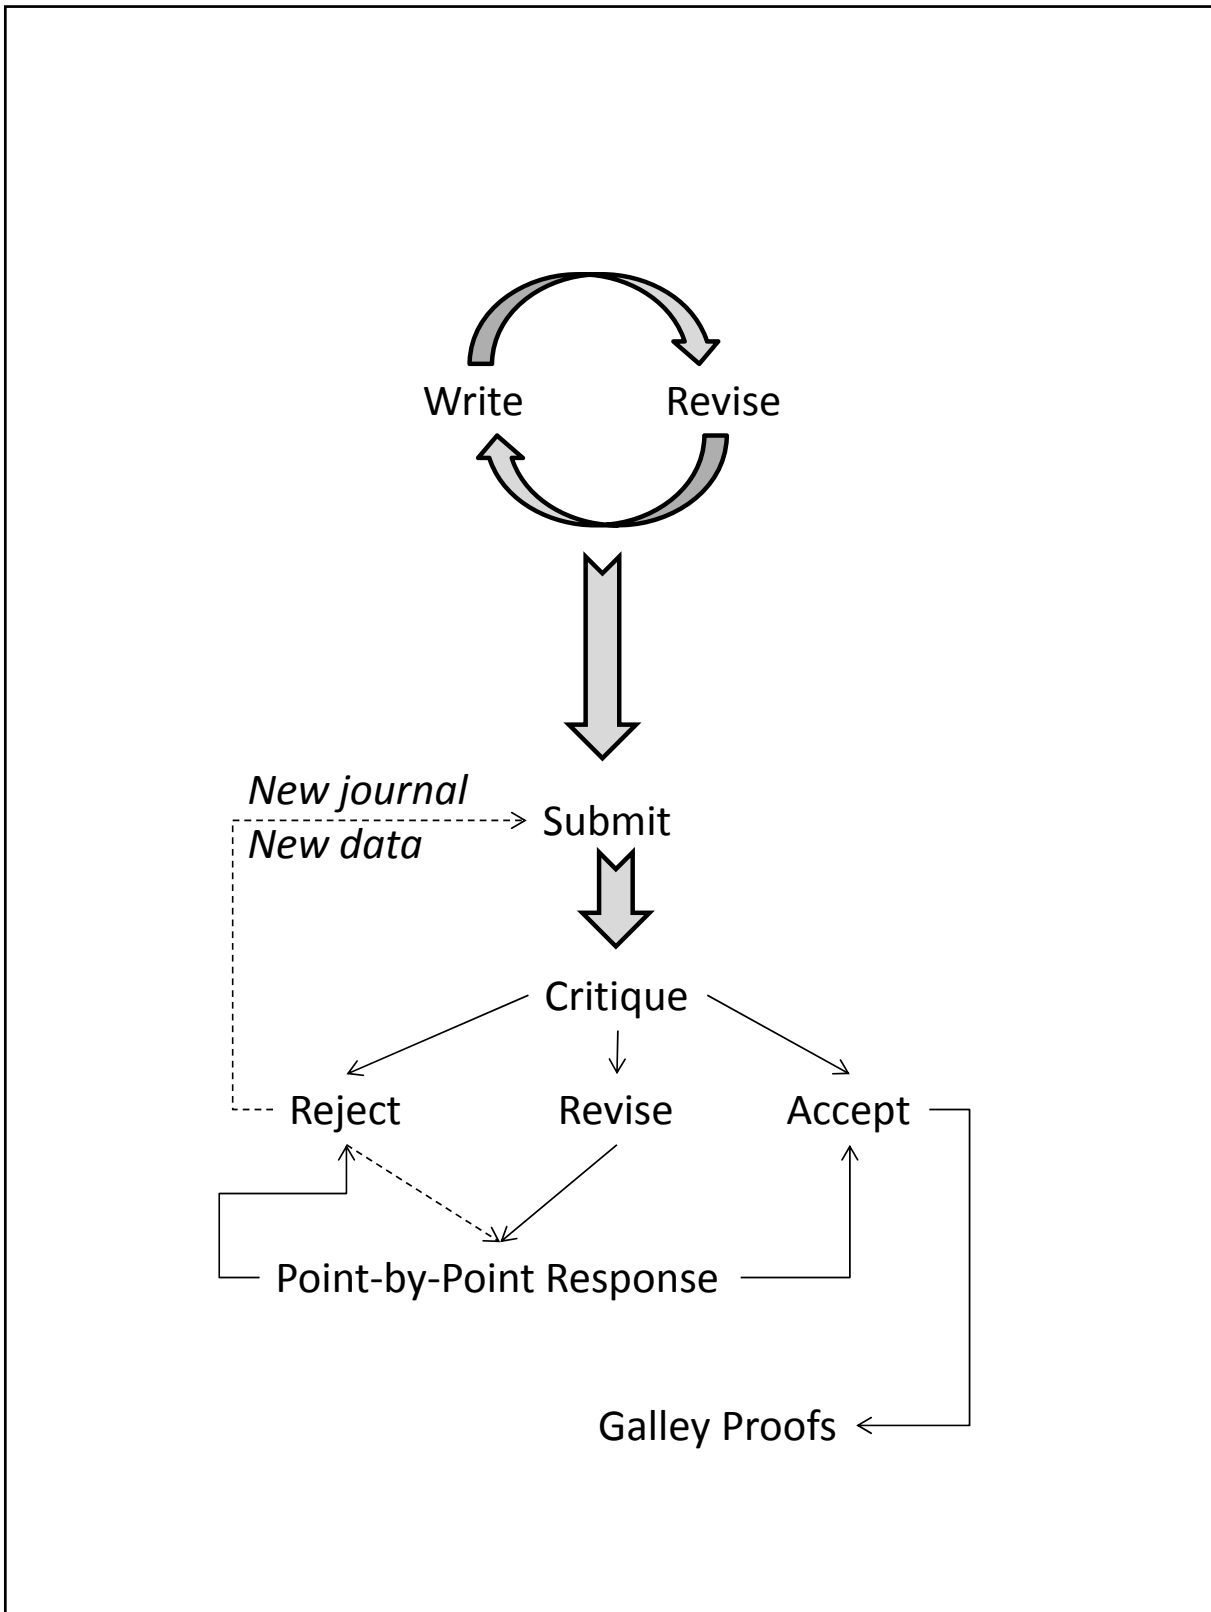 Write
Revise
New journal
Submit
New data
Critique
Reject
Revise
Accept
Point-by-Point Response
Galley Proofs